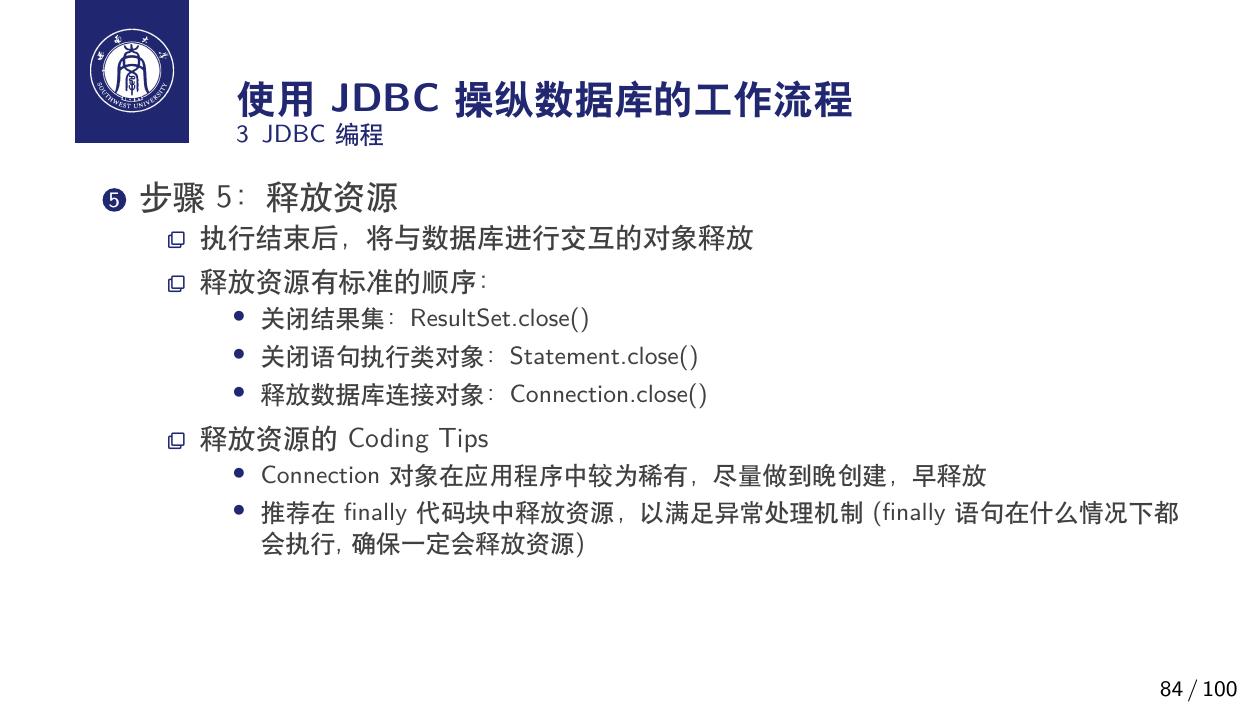 西南大学
SOUTHWEST UNIVERSITY
使用 JDBC 操纵数据库的工作流程
3 JDBC 编程
5 步骤 5：释放资源
执行结束后，将与数据库进行交互的对象释放
释放资源有标准的顺序：
关闭结果集：ResultSet.close()
关闭语句执行类对象：Statement.close()
释放数据库连接对象：Connection.close()
释放资源的 Coding Tips
Connection 对象在应用程序中较为稀有，尽量做到晚创建，早释放
推荐在 finally 代码块中释放资源，以满足异常处理机制 (finally 语句在什么情况下都
会执行, 确保一定会释放资源)
84 / 100